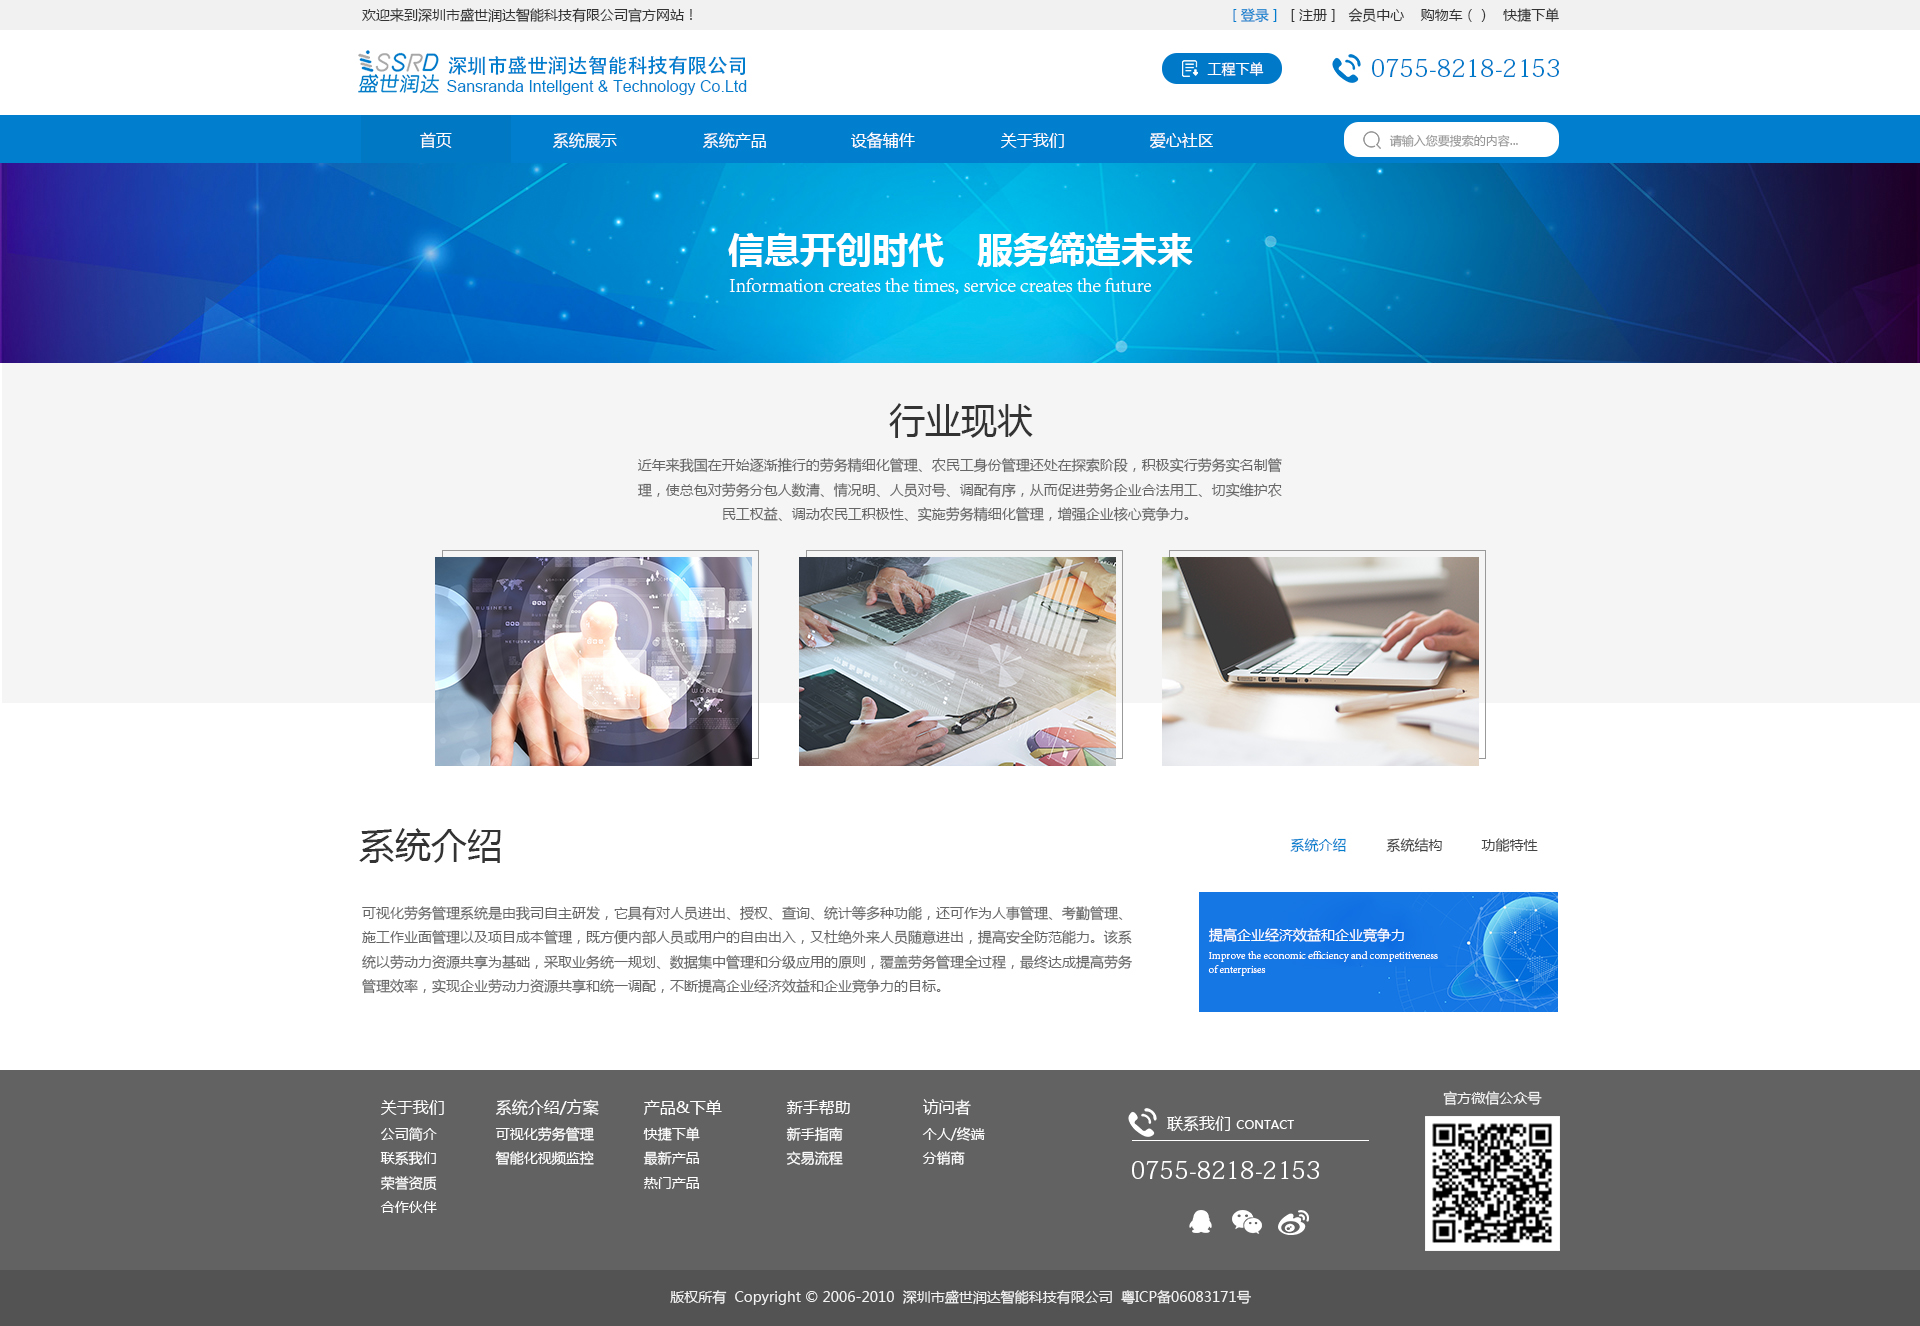 欢迎来到深圳市盛世润达智能科技有限公司官方网站！
[ 登录 ] [ 注册 ] 会员中心 购物车 ( ) 快捷下单
SSRD
盛世润达
深圳市盛世润达智能科技有限公司
Sansranda Intellgent & Technology Co.Ltd
工程下单
0755-8218-2153
首页 系统展示 系统产品 设备辅件 关于我们 爱心社区
请输入您要搜索的内容...
信息开创时代 服务缔造未来
Information creates the times, service creates the future
行业现状
近年来我国在开始逐渐推行的劳务精细化管理、农民工身份管理还处在探索阶段，积极实行劳务实名制管
理，使总包对劳务分包人数清、情况明、人员对号、调配有序，从而促进劳务企业合法用工、切实维护农
民工权益、调动农民工积极性、实施劳务精细化管理，增强企业核心竞争力。
BUSINESS
WORLD
系统介绍
系统介绍 系统结构 功能特性
可视化劳务管理系统是由我司自主研发，它具有对人员进出、授权、查询、统计等多种功能，还可作为人事管理、考勤管理、
施工作业面管理以及项目成本管理，既方便内部人员或用户的自由出入，又杜绝外来人员随意进出，提高安全防范能力。该系
统以劳动力资源共享为基础，采取业务统一规划、数据集中管理和分级应用的原则，覆盖劳务管理全过程，最终达成提高劳务
管理效率，实现企业劳动力资源共享和统一调配，不断提高企业经济效益和企业竞争力的目标。
提高企业经济效益和企业竞争力
Improve the economic efficiency and competitiveness
of enterprises
关于我们
公司简介
联系我们
荣誉资质
合作伙伴
系统介绍/方案
可视化劳务管理
智能化视频监控
产品&下单
快捷下单
最新产品
热门产品
新手帮助
新手指南
交易流程
访问者
个人/终端
分销商
联系我们 CONTACT
0755-8218-2153
官方微信公众号
版权所有 Copyright © 2006-2010 深圳市盛世润达智能科技有限公司 粤ICP备06083171号